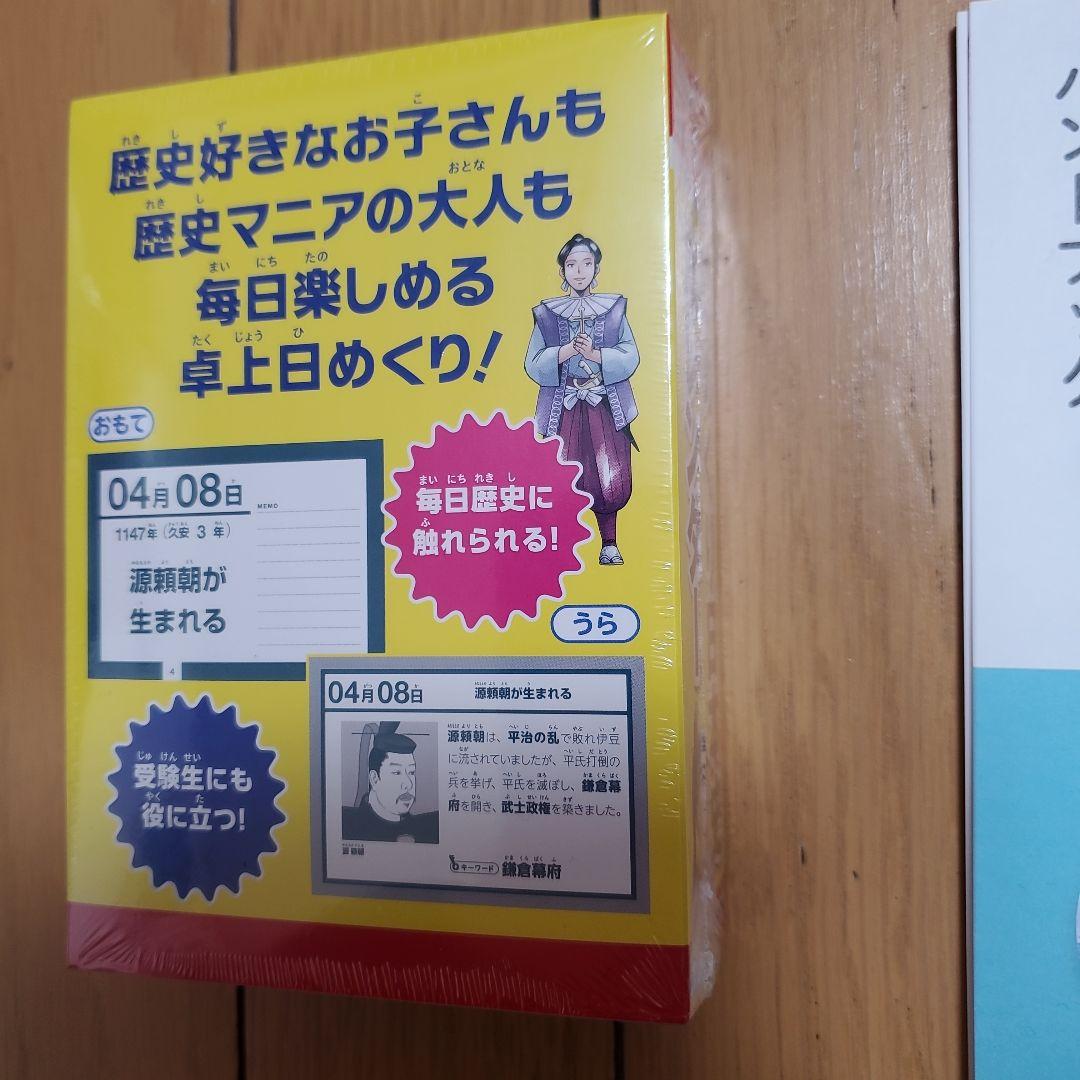 歴史好きなお子さんも
歴史マニアの大人も
毎日楽しめる
卓上日めくり!
おもて
04月08日
MEMO
1147年(久安 3 年)
源頼朝が
生まれる
4
毎日歴史に
触れられる!
うら
04月08日 源頼朝が生まれる
源頼朝は、平治の乱で敗れ伊豆
に流されていましたが、平氏打倒の
兵を挙げ、平氏を滅ぼし、鎌倉幕
府を開き、武士政権を築きました。
源頼朝
キーワード 鎌倉幕府
受験生にも
役に立つ!